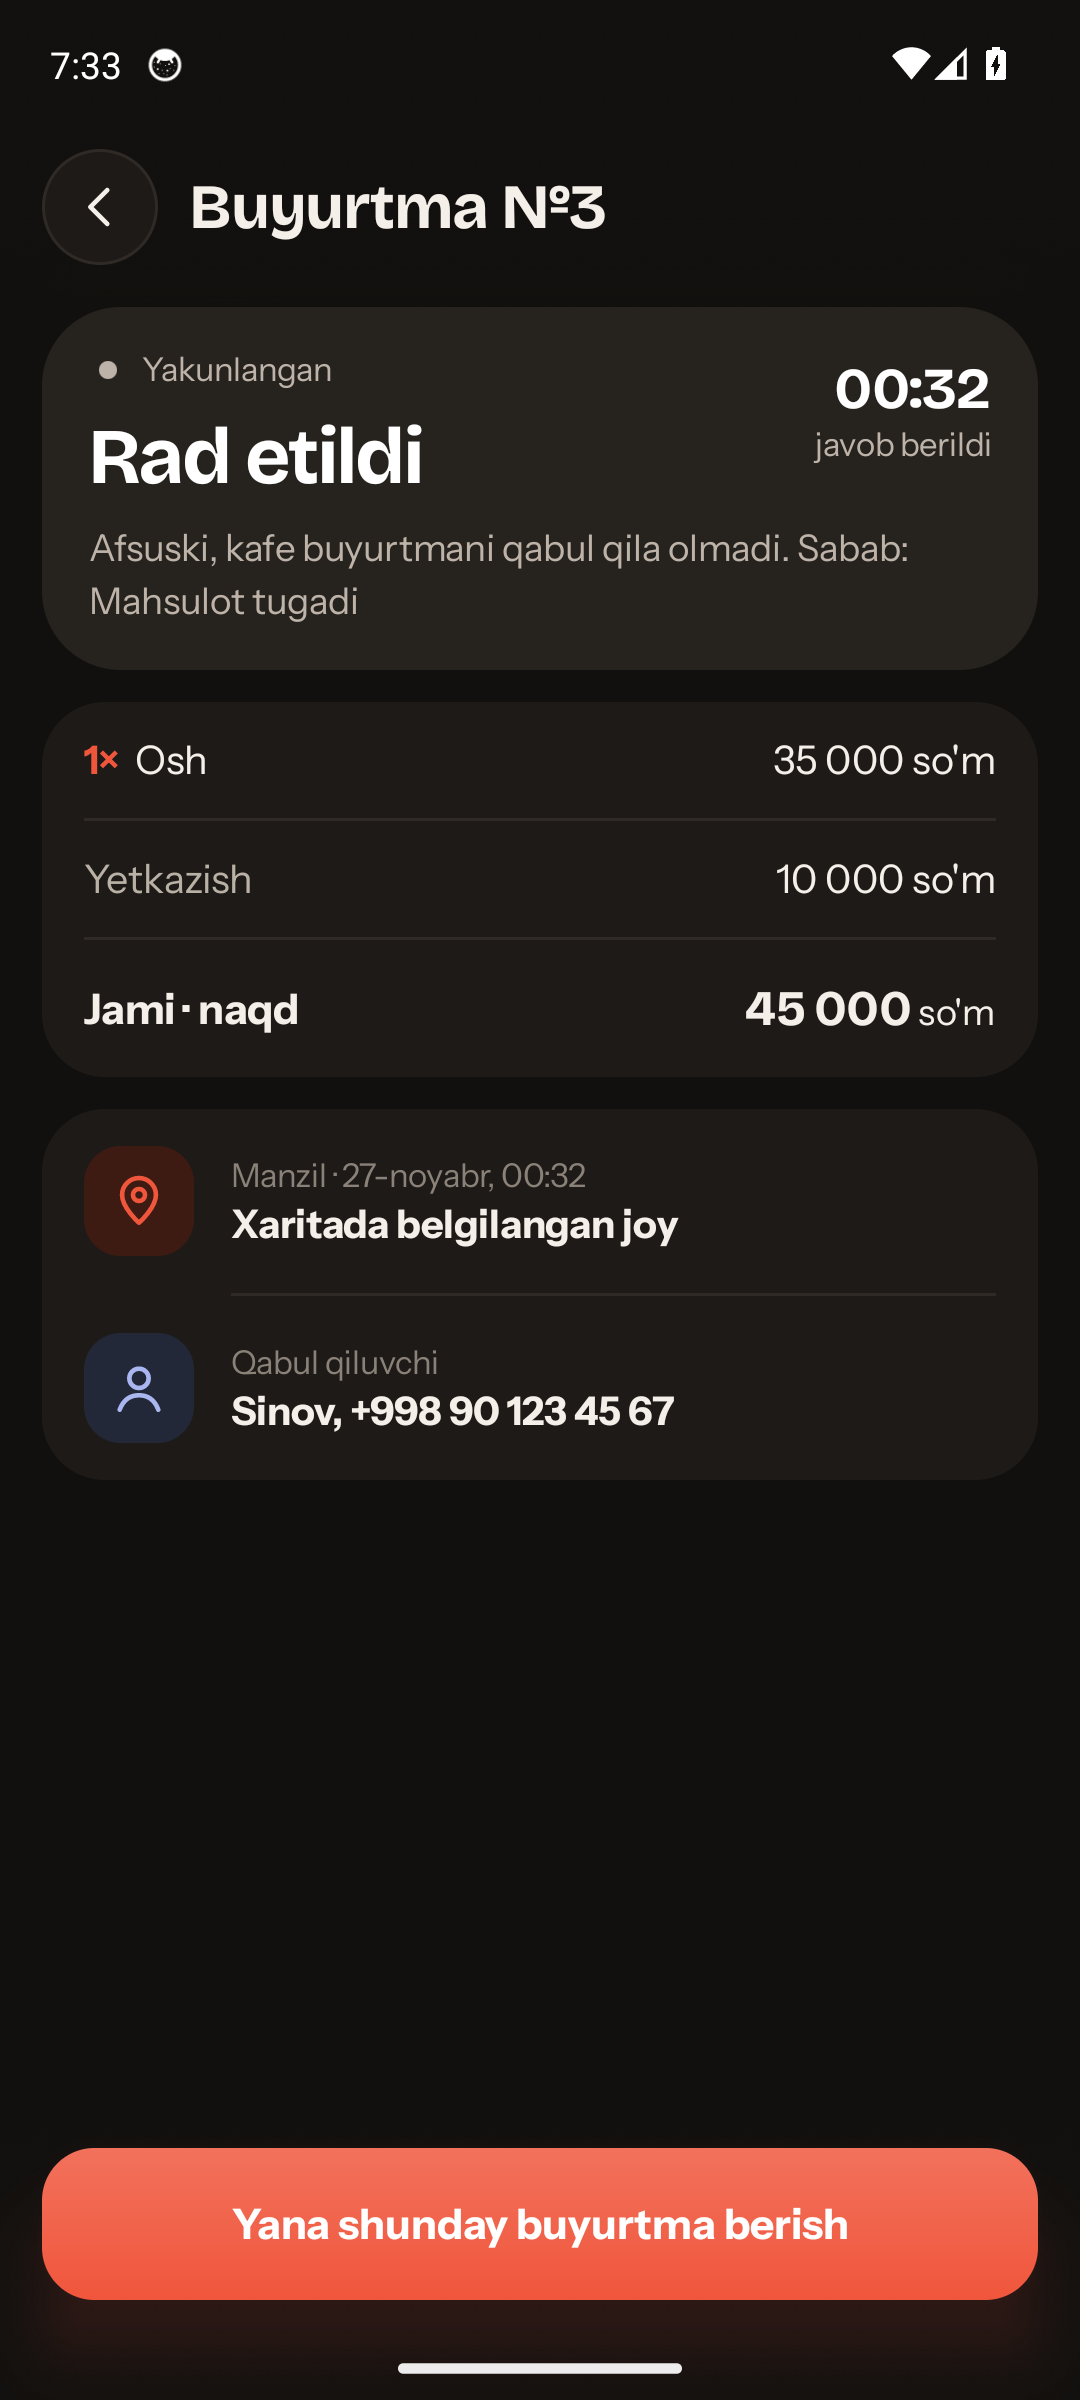 7:33
Buyurtma №3
Yakunlangan
00:32
javob berildi
Rad etildi
Afsuski, kafe buyurtmani qabul qila olmadi. Sabab:
Mahsulot tugadi
1× Osh 35 000 so'm
Yetkazish 10 000 so'm
Jami · naqd 45 000 so'm
Manzil · 27-noyabr, 00:32
Xaritada belgilangan joy
Qabul qiluvchi
Sinov, +998 90 123 45 67
Yana shunday buyurtma berish